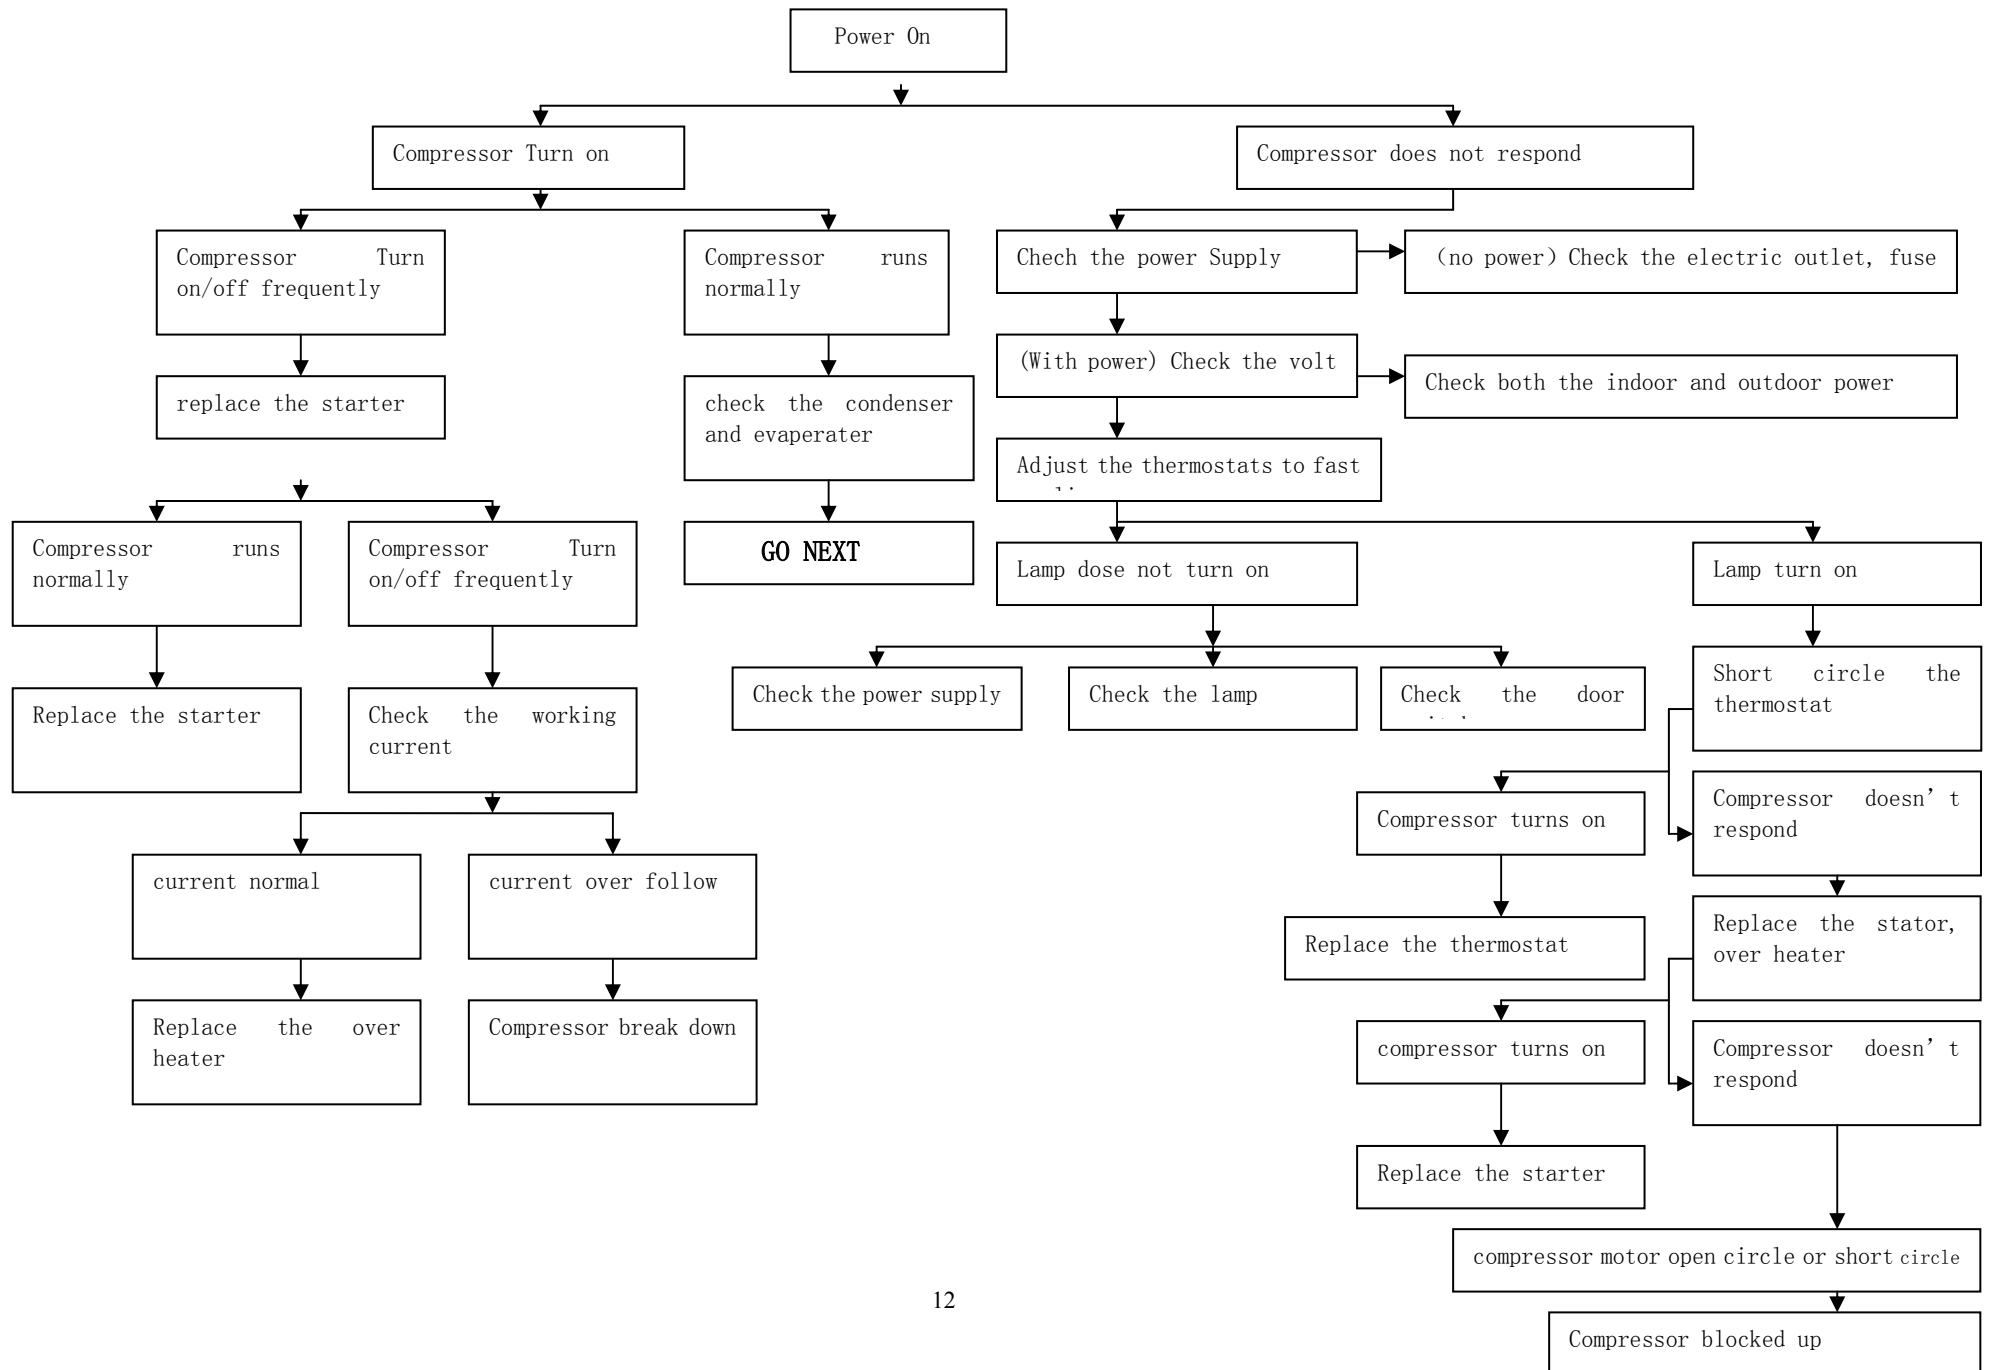 Power On
Compressor Turn on
Compressor does not respond
Compressor Turn
on/off frequently
Compressor runs
normally
Chech the power Supply
（no power）Check the electric outlet, fuse
replace the starter
check the condenser
and evaperater
(With power) Check the volt
Check both the indoor and outdoor power
Adjust the thermostats to fast
Compressor runs
normally
Compressor Turn
on/off frequently
GO NEXT
Lamp dose not turn on
Lamp turn on
Replace the starter
Check the working
current
Check the power supply
Check the lamp
Check the door
Short circle the
thermostat
Compressor turns on
Compressor doesn’t
respond
current normal
current over follow
Replace the thermostat
Replace the stator,
over heater
Replace the over
heater
Compressor break down
compressor turns on
Compressor doesn’t
respond
Replace the starter
compressor motor open circle or short circle
Compressor blocked up
12